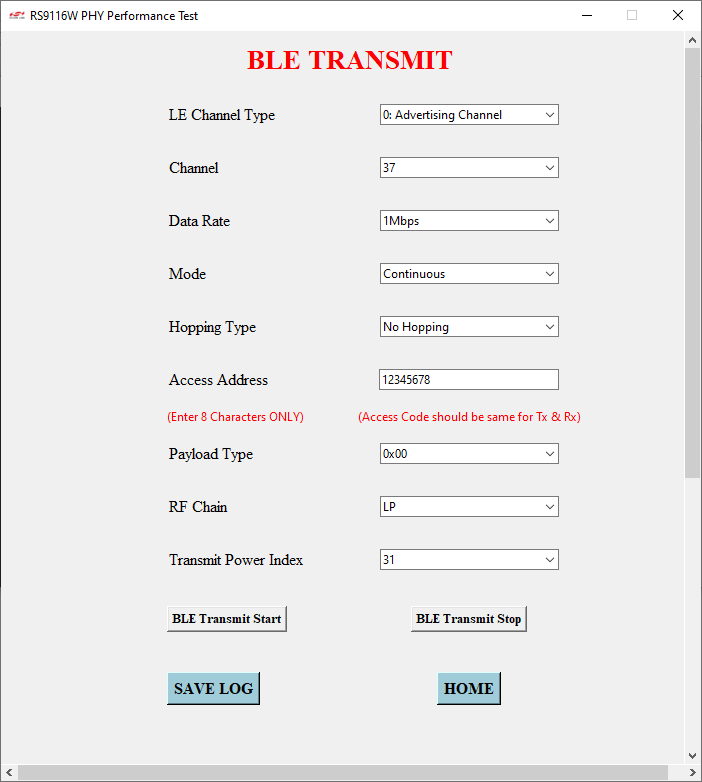 RS9116W PHY Performance Test
BLE TRANSMIT
LE Channel Type 0: Advertising Channel
Channel 37
Data Rate 1Mbps
Mode Continuous
Hopping Type No Hopping
Access Address 12345678
(Enter 8 Characters ONLY) (Access Code should be same for Tx & Rx)
Payload Type 0x00
RF Chain LP
Transmit Power Index 31
BLE Transmit Start BLE Transmit Stop
SAVE LOG HOME